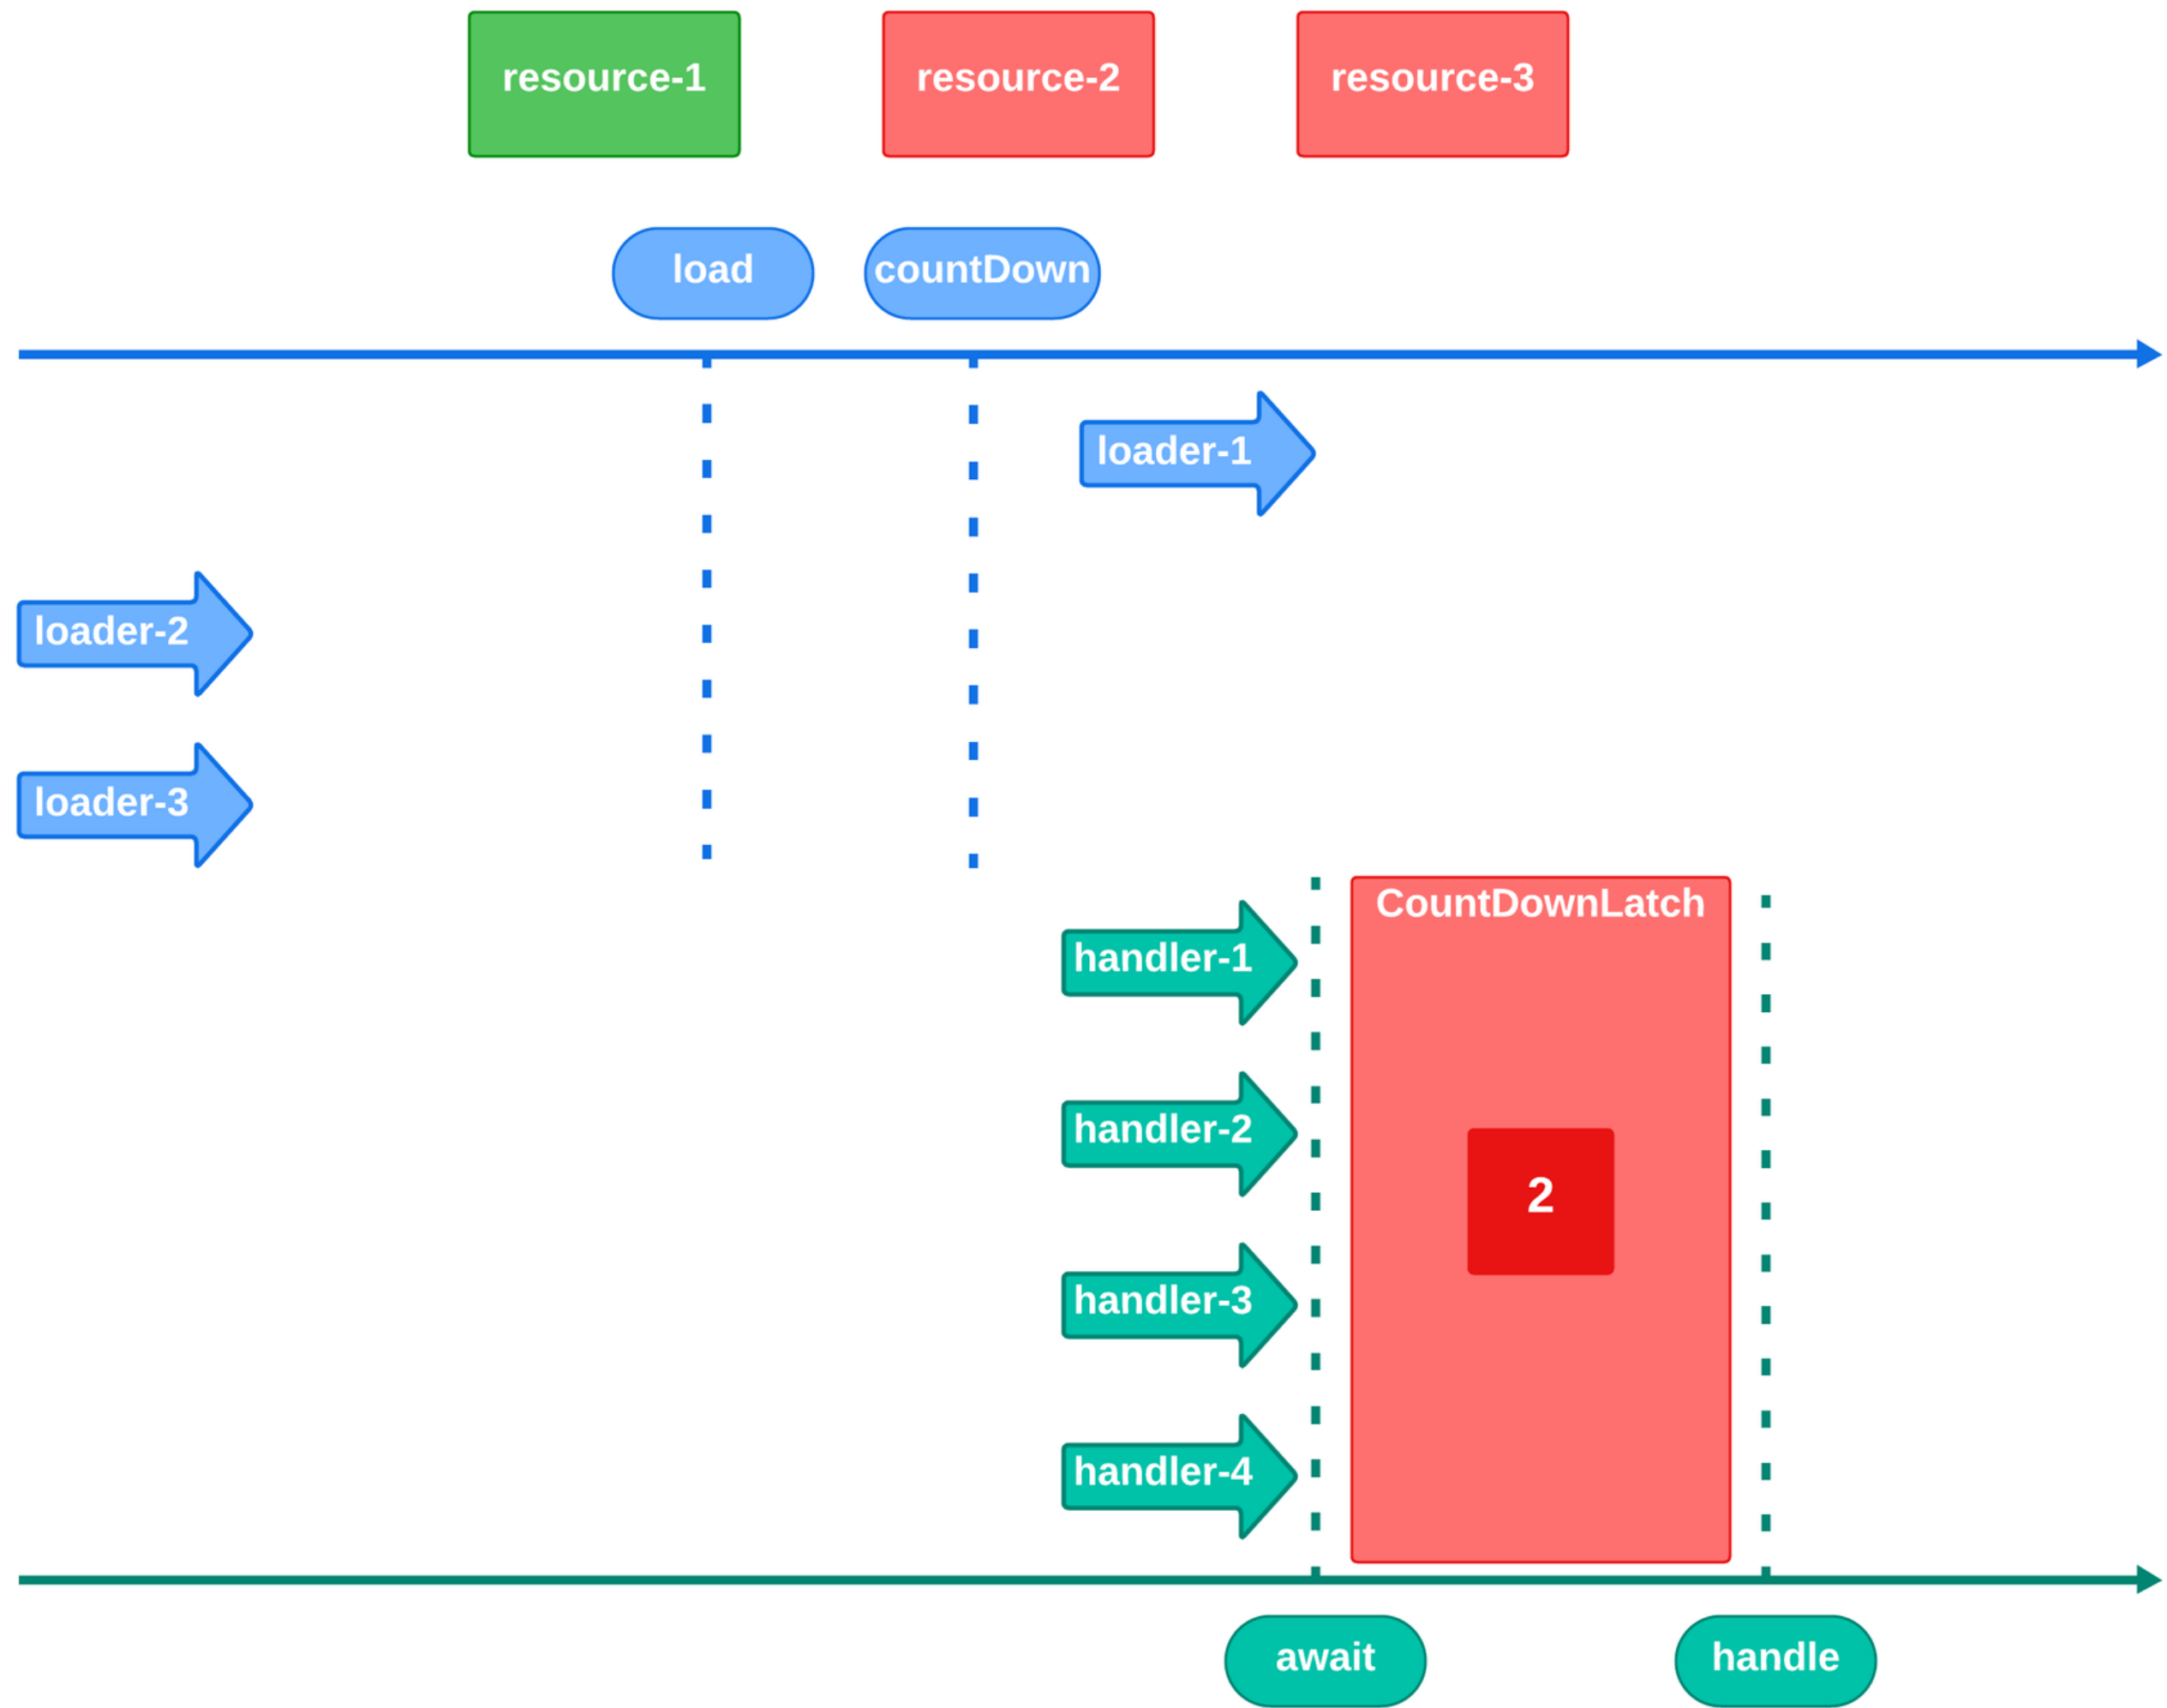 resource-1
resource-2
resource-3
load
countDown
loader-1
loader-2
loader-3
CountDownLatch
handler-1
handler-2
2
handler-3
handler-4
await
handle